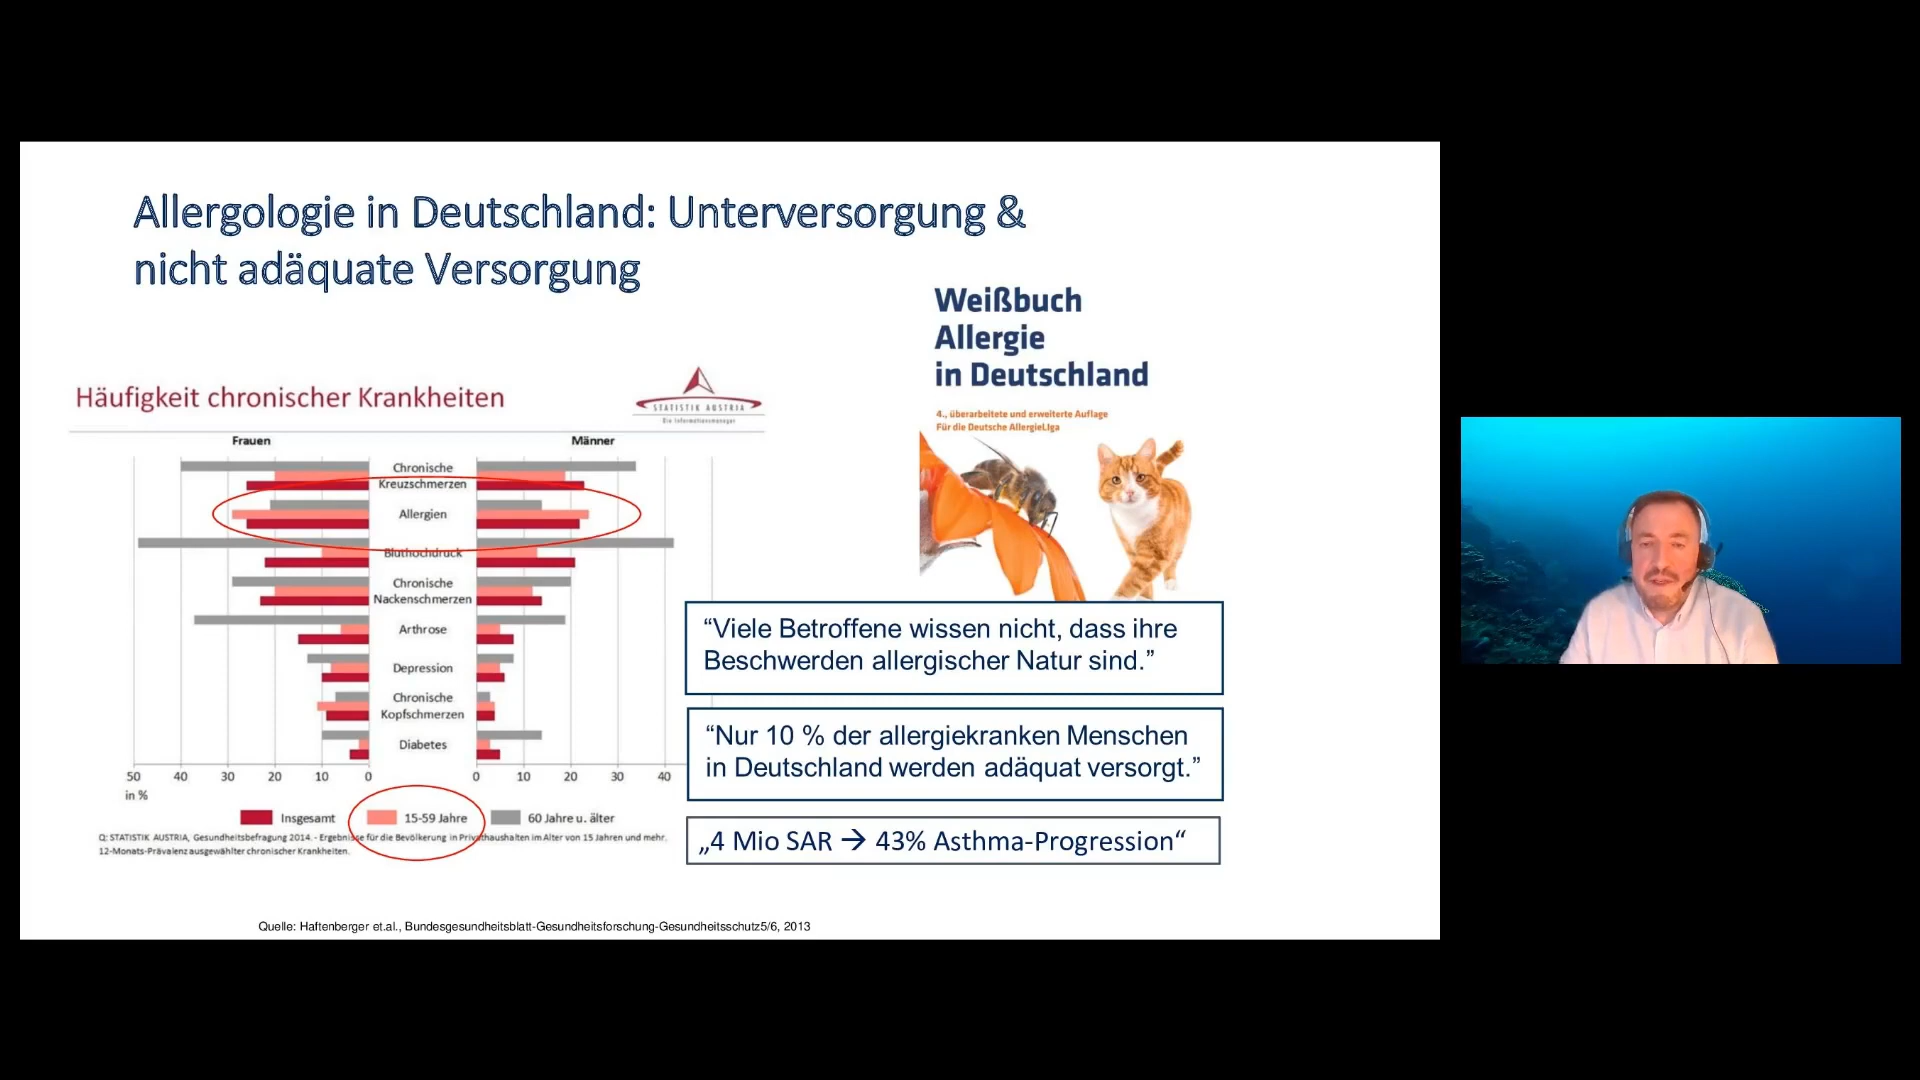 Allergologie in Deutschland: Unterversorgung &
nicht adäquate Versorgung
Häufigkeit chronischer Krankheiten
STATISTIK AUSTRIA
Die Informationsmanager
Frauen
Männer
Chronische
Kreuzschmerzen
Allergien
Bluthochdruck
Chronische
Nackenschmerzen
Arthrose
Depression
Chronische
Kopfschmerzen
Diabetes
50 40 30 20 10 0 0 10 20 30 40
in %
Insgesamt 15-59 Jahre 60 Jahre u. älter
Q: STATISTIK AUSTRIA, Gesundheitsbefragung 2014. - Ergebnisse für die Bevölkerung in Privathaushalten im Alter von 15 Jahren und mehr.
12-Monats-Prävalenz ausgewählter chronischer Krankheiten.
Weißbuch
Allergie
in Deutschland
4., überarbeitete und erweiterte Auflage
Für die Deutsche AllergieLiga
“Viele Betroffene wissen nicht, dass ihre
Beschwerden allergischer Natur sind.”
“Nur 10 % der allergiekranken Menschen
in Deutschland werden adäquat versorgt.”
„4 Mio SAR → 43% Asthma-Progression“
Quelle: Haftenberger et.al., Bundesgesundheitsblatt-Gesundheitsforschung-Gesundheitsschutz5/6, 2013